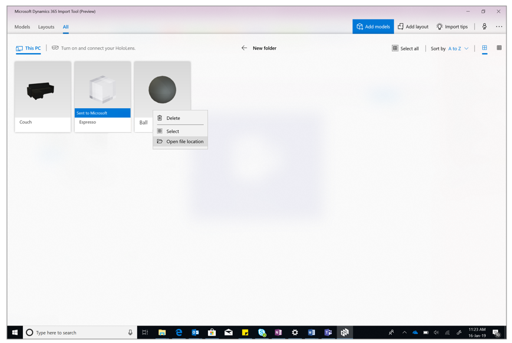 Microsoft Dynamics 365 Import Tool (Preview)
Models Layouts All
Add models Add layout Import tips
This PC Turn on and connect your HoloLens.
New folder
Select all Sort by A to Z
Sent to Microsoft
Couch Espresso Ball
Delete
Select
Open file location
Type here to search
11:23 AM
16-Jan-19